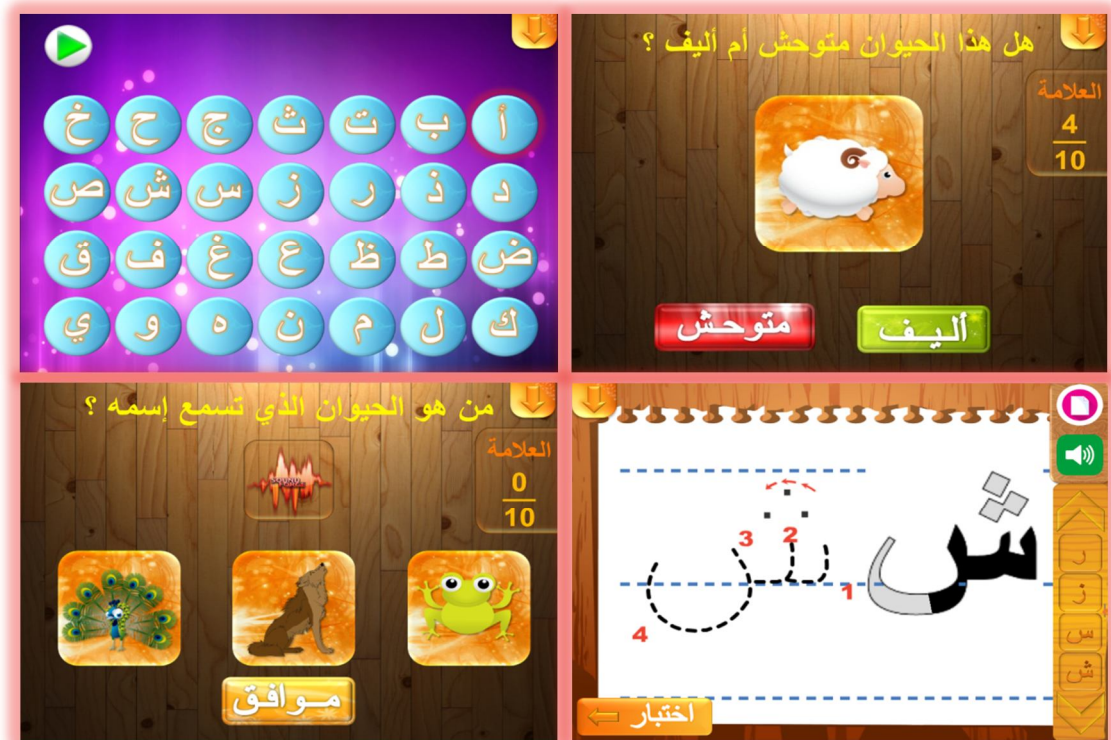 أ ب ت ث ج ح خ
د ذ ر ز س ش ص
ض ط ظ ع غ ف ق
ك ل م ن ه و ي
هل هذا الحيوان متوحش أم أليف ؟
العلامة
4
10
أليف
متوحش
من هو الحيوان الذي تسمع إسمه ؟
العلامة
0
10
موافق
ش
1
2
3
4
س
ش
اختبار